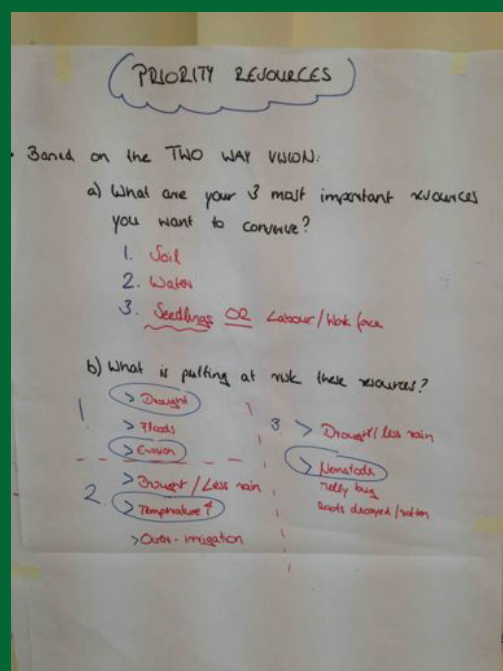 PRIORITY RESOURCES
Based on the TWO WAY VISION:
a) What are your 3 most important resources
you want to conserve?
1. Soil
2. Water
3. Seedlings OR Labour/Work force
b) What is putting at risk these resources?
1.
> Drought
> Floods
> Erosion
2.
> Drought / Less rain
> Temperature ↑
> Over-irrigation
3.
> Drought / less rain
> Nematods
bug
Roots decayed/rotten